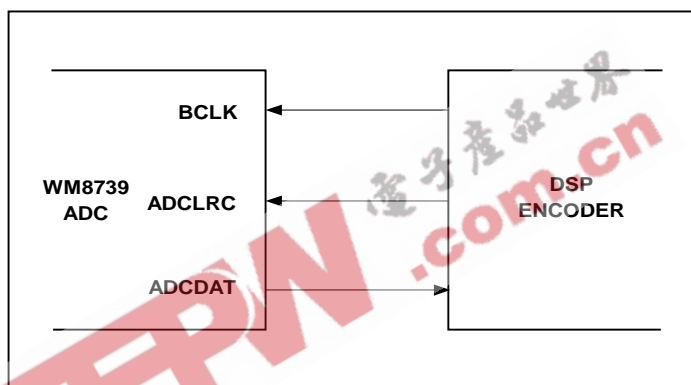 BCLK
WM8739
ADC
ADCLRC
DSP
ENCODER
ADCDAT
電子產品世界
EEPW.com.cn